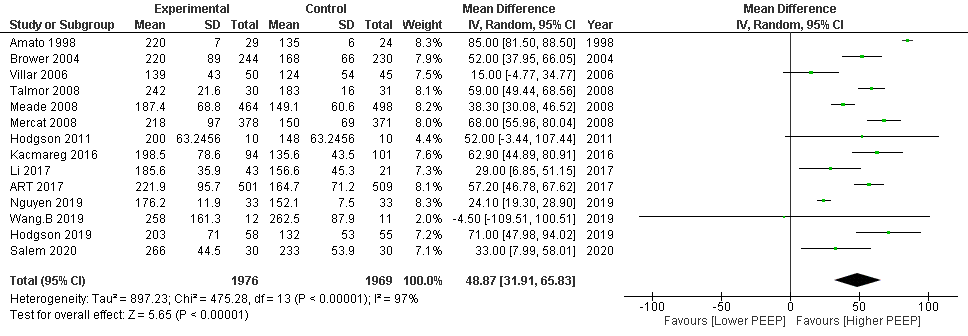 Experimental Control Mean Difference Mean Difference
Study or Subgroup Mean SD Total Mean SD Total Weight IV, Random, 95% CI Year IV, Random, 95% CI
Amato 1998 220 7 29 135 6 24 8.3% 85.00 [81.50, 88.50] 1998
Brower 2004 220 89 244 168 66 230 8.0% 52.00 [37.95, 66.05] 2004
Villar 2006 139 43 50 124 54 45 7.6% 15.00 [-4.77, 34.77] 2006
Talmor 2008 242 21.6 30 183 16 31 8.2% 59.00 [49.44, 68.56] 2008
Meade 2008 187.4 68.8 464 149.1 60.6 498 8.2% 38.30 [30.08, 46.52] 2008
Mercat 2008 218 97 378 150 69 371 8.1% 68.00 [55.96, 80.04] 2008
Hodgson 2011 200 63.2456 10 148 63.2456 10 4.4% 52.00 [-3.44, 107.44] 2011
Kacmareg 2016 198.5 78.6 94 135.6 43.5 101 7.8% 62.90 [44.89, 80.91] 2016
Li 2017 185.6 35.9 43 156.6 45.3 21 7.5% 29.00 [6.85, 51.15] 2017
ART 2017 221.9 95.7 501 164.7 71.2 509 8.1% 57.20 [46.78, 67.62] 2017
Nguyen 2019 176.2 11.9 33 152.1 7.5 33 8.3% 24.10 [19.30, 28.90] 2019
Wang.B 2019 258 161.3 12 262.5 87.9 11 1.9% -4.50 [-109.51, 100.51] 2019
Hodgson 2019 203 71 58 132 53 55 7.4% 71.00 [47.98, 94.02] 2019
Salem 2020 266 44.5 30 233 53.9 30 7.3% 33.00 [7.99, 58.01] 2020
Total (95% CI) 1976 1969 100.0% 48.87 [31.91, 65.83]
Heterogeneity: Tau² = 897.23; Chi² = 475.28, df = 13 (P < 0.00001); I² = 97%
Test for overall effect: Z = 5.65 (P < 0.00001)
-100 -50 0 50 100
Favours [Lower PEEP] Favours [Higher PEEP]